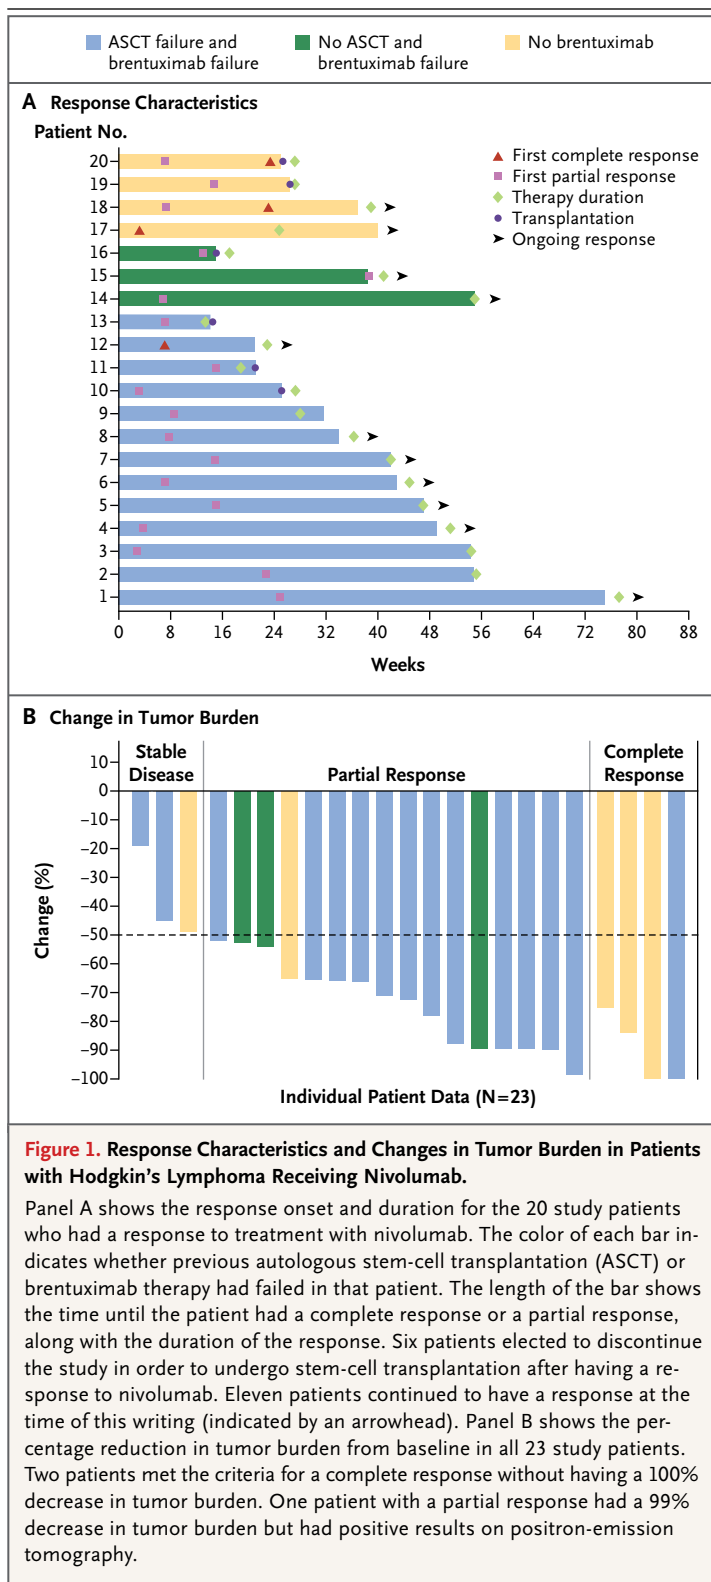 ASCT failure and
brentuximab failure
No ASCT and
brentuximab failure
No brentuximab
A Response Characteristics
Patient No.
20
19
18
17
16
15
14
13
12
11
10
9
8
7
6
5
4
3
2
1
First complete response
First partial response
Therapy duration
Transplantation
Ongoing response
0 8 16 24 32 40 48 56 64 72 80 88
Weeks
B Change in Tumor Burden
Stable
Disease
Partial Response
Complete
Response
Change (%)
10
0
–10
–20
–30
–40
–50
–60
–70
–80
–90
–100
Individual Patient Data (N=23)
Figure 1. Response Characteristics and Changes in Tumor Burden in Patients
with Hodgkin's Lymphoma Receiving Nivolumab.
Panel A shows the response onset and duration for the 20 study patients
who had a response to treatment with nivolumab. The color of each bar in-
dicates whether previous autologous stem-cell transplantation (ASCT) or
brentuximab therapy had failed in that patient. The length of the bar shows
the time until the patient had a complete response or a partial response,
along with the duration of the response. Six patients elected to discontinue
the study in order to undergo stem-cell transplantation after having a re-
sponse to nivolumab. Eleven patients continued to have a response at the
time of this writing (indicated by an arrowhead). Panel B shows the per-
centage reduction in tumor burden from baseline in all 23 study patients.
Two patients met the criteria for a complete response without having a 100%
decrease in tumor burden. One patient with a partial response had a 99%
decrease in tumor burden but had positive results on positron-emission
tomography.